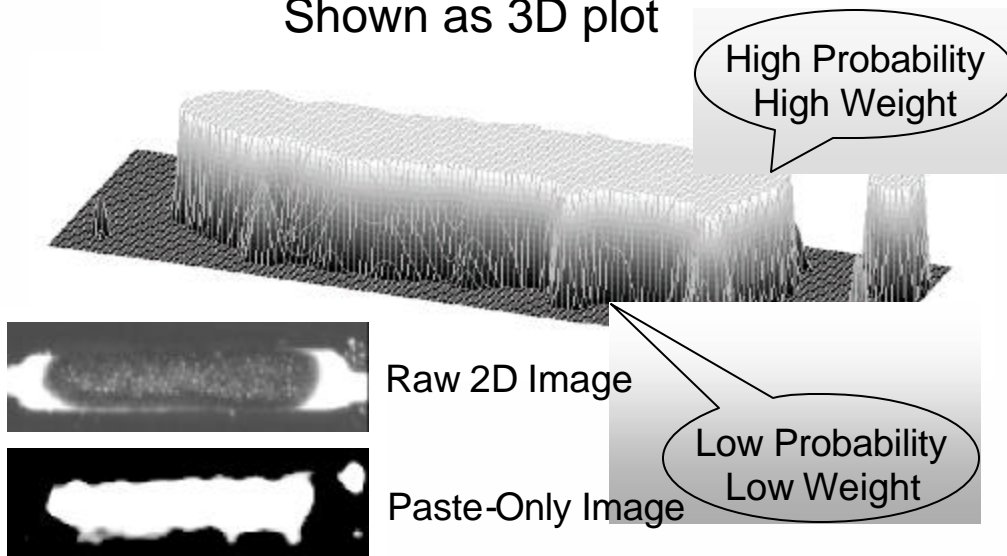 Shown as 3D plot
High Probability
High Weight
Raw 2D Image
Low Probability
Low Weight
Paste-Only Image